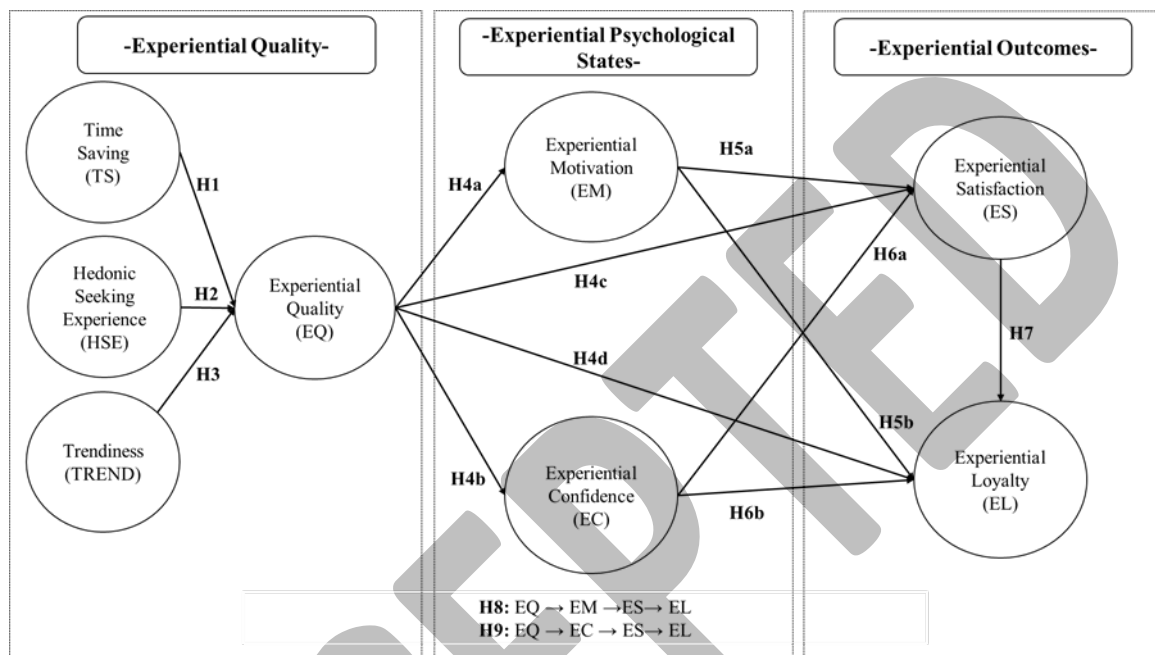 -Experiential Quality-
-Experiential Psychological
States-
-Experiential Outcomes-
Time
Saving
(TS)
Hedonic
Seeking
Experience
(HSE)
Trendiness
(TREND)
H1
H2
H3
Experiential
Quality
(EQ)
H4a
H4b
H4c
H4d
Experiential
Motivation
(EM)
Experiential
Confidence
(EC)
H5a
H6a
H5b
H6b
Experiential
Satisfaction
(ES)
H7
Experiential
Loyalty
(EL)
H8: EQ → EM →ES→ EL
H9: EQ → EC → ES→ EL